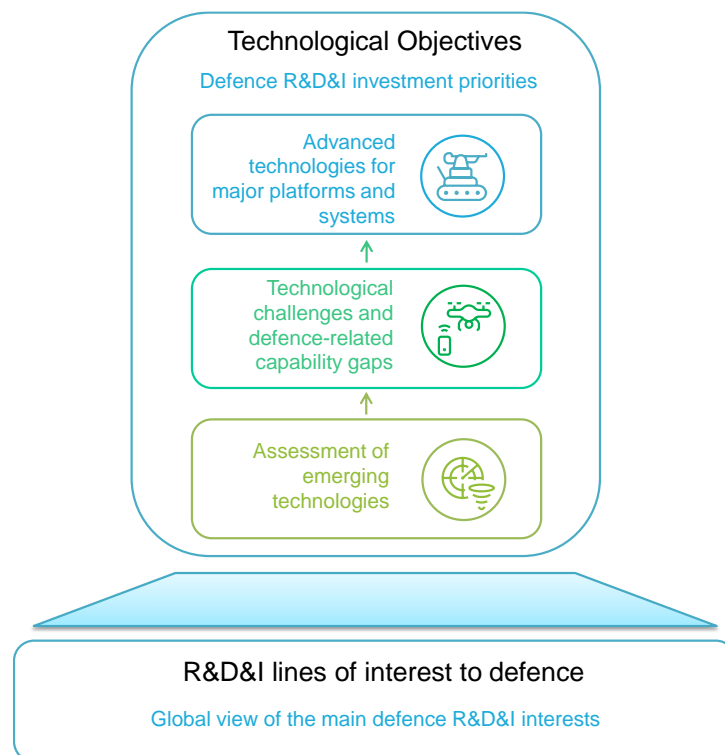 Technological Objectives
Defence R&D&I investment priorities
Advanced
technologies for
major platforms and
systems
Technological
challenges and
defence-related
capability gaps
Assessment of
emerging
technologies
R&D&I lines of interest to defence
Global view of the main defence R&D&I interests